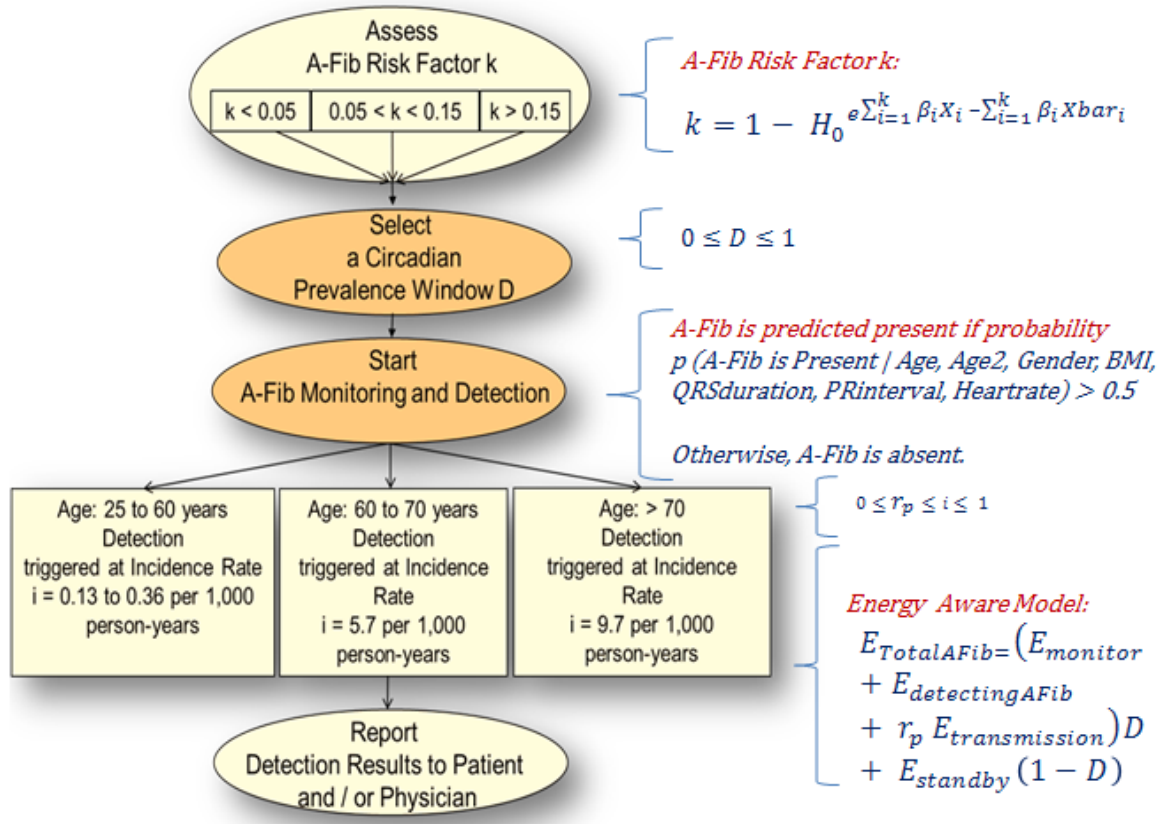 Assess
A-Fib Risk Factor k
k < 0.05 0.05 < k < 0.15 k > 0.15
A-Fib Risk Factor k:
k = 1 − H₀^(e^(∑ᵢ₌₁ᵏ βᵢXᵢ − ∑ᵢ₌₁ᵏ βᵢXbarᵢ))
Select
a Circadian
Prevalence Window D
0 ≤ D ≤ 1
Start
A-Fib Monitoring and Detection
A-Fib is predicted present if probability
p (A-Fib is Present / Age, Age2, Gender, BMI,
QRSduration, PRinterval, Heartrate) > 0.5
Otherwise, A-Fib is absent.
Age: 25 to 60 years
Detection
triggered at Incidence Rate
i = 0.13 to 0.36 per 1,000
person-years
Age: 60 to 70 years
Detection
triggered at Incidence
Rate
i = 5.7 per 1,000
person-years
Age: > 70
Detection
triggered at Incidence
Rate
i = 9.7 per 1,000
person-years
0 ≤ r_p ≤ i ≤ 1
Energy Aware Model:
E_TotalAFib= (E_monitor
+ E_detectingAFib
+ r_p E_transmission)D
+ E_standby (1 − D)
Report
Detection Results to Patient
and / or Physician